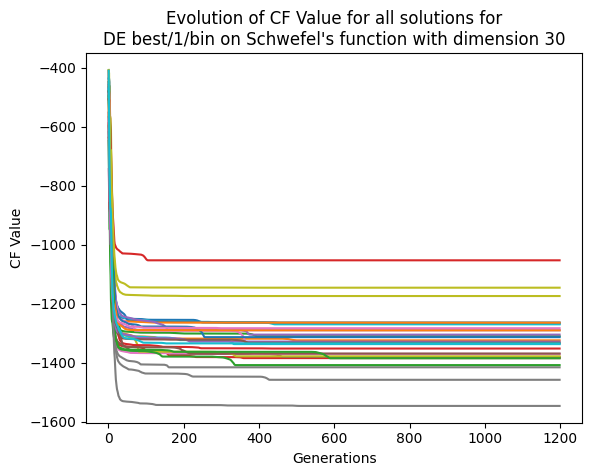 Evolution of CF Value for all solutions for
DE best/1/bin on Schwefel's function with dimension 30
−400
−600
−800
−1000
−1200
−1400
−1600
CF Value
0 200 400 600 800 1000 1200
Generations